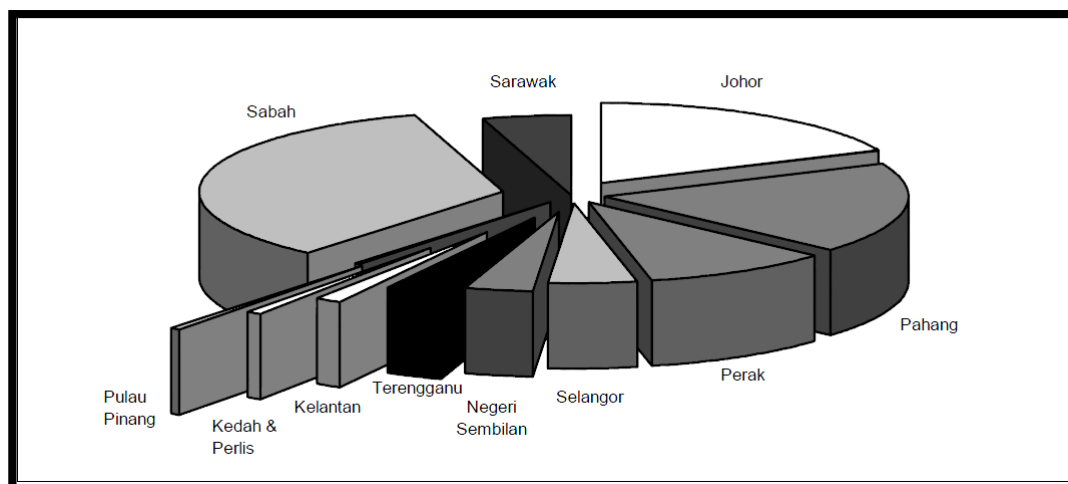 Sarawak
Johor
Sabah
Pahang
Perak
Selangor
Negeri
Sembilan
Terengganu
Kelantan
Kedah &
Perlis
Pulau
Pinang